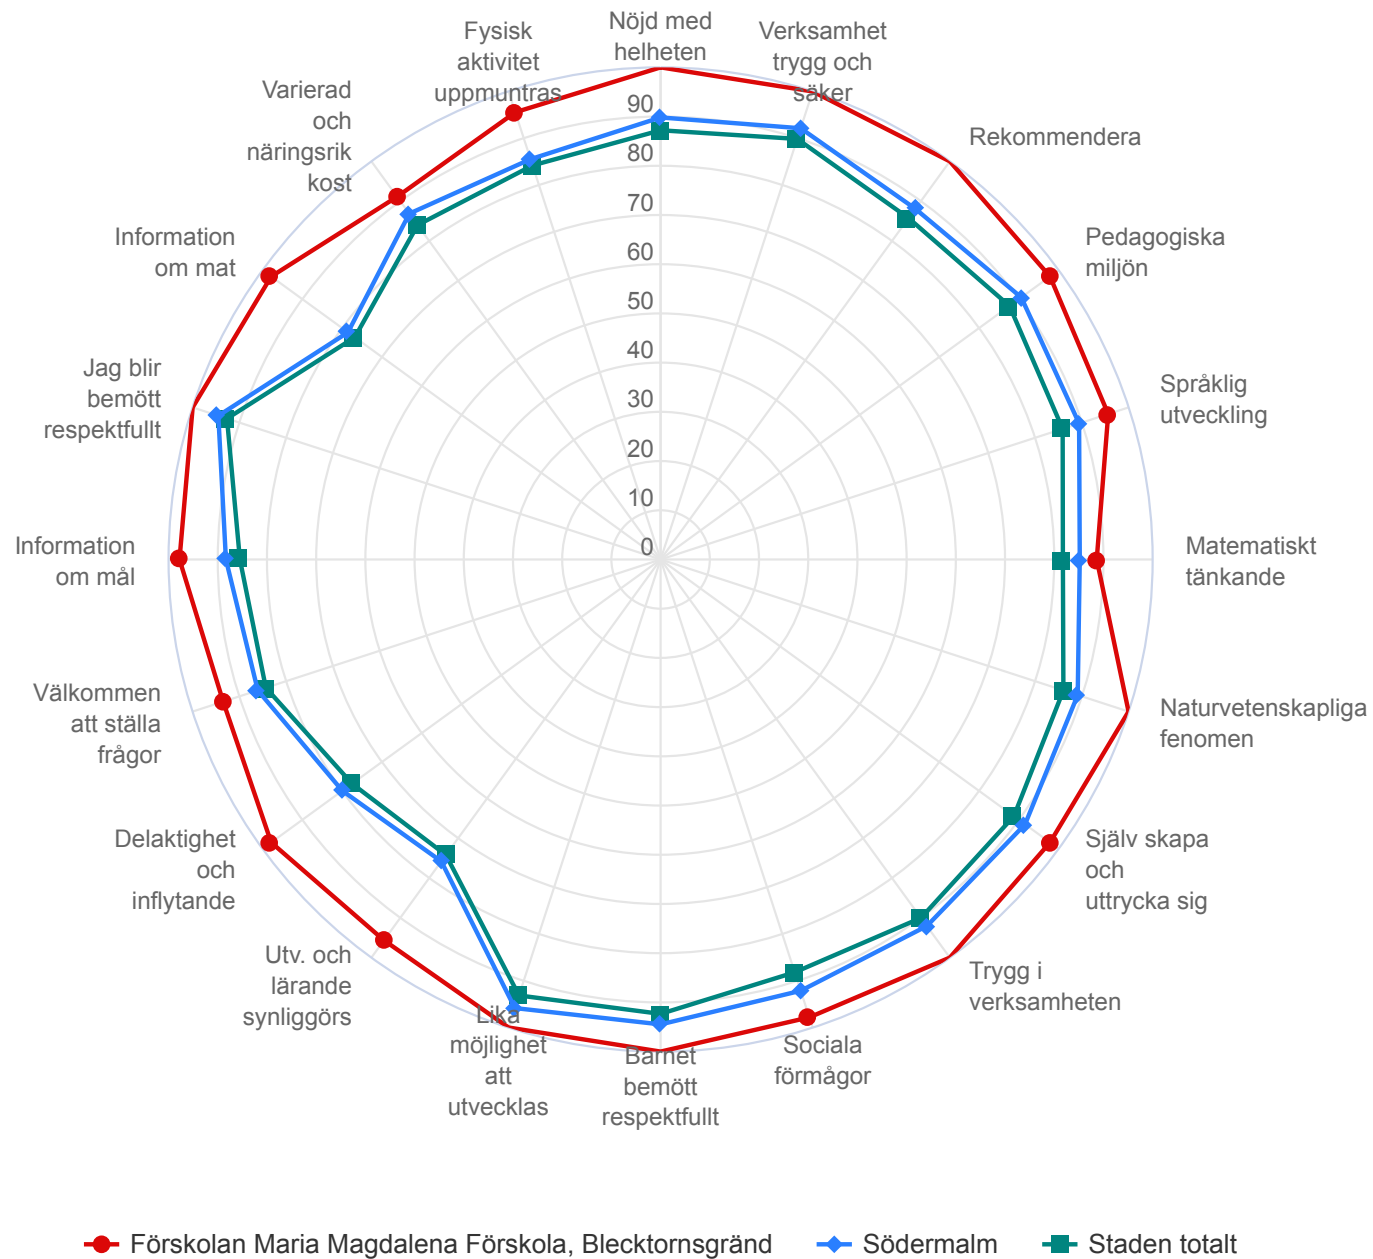 Nöjd med
helheten
Verksamhet
trygg och
säker
Rekommendera
Pedagogiska
miljön
Språklig
utveckling
Matematiskt
tänkande
Naturvetenskapliga
fenomen
Själv skapa
och
uttrycka sig
Trygg i
verksamheten
Sociala
förmågor
Barnet
bemött
respektfullt
Lika
möjlighet
att
utvecklas
Utv. och
lärande
synliggörs
Delaktighet
och
inflytande
Välkommen
att ställa
frågor
Information
om mål
Jag blir
bemött
respektfullt
Information
om mat
Varierad
och
näringsrik
kost
Fysisk
aktivitet
uppmuntras
90
80
70
60
50
40
30
20
10
0
Förskolan Maria Magdalena Förskola, Blecktornsgränd
Södermalm
Staden totalt